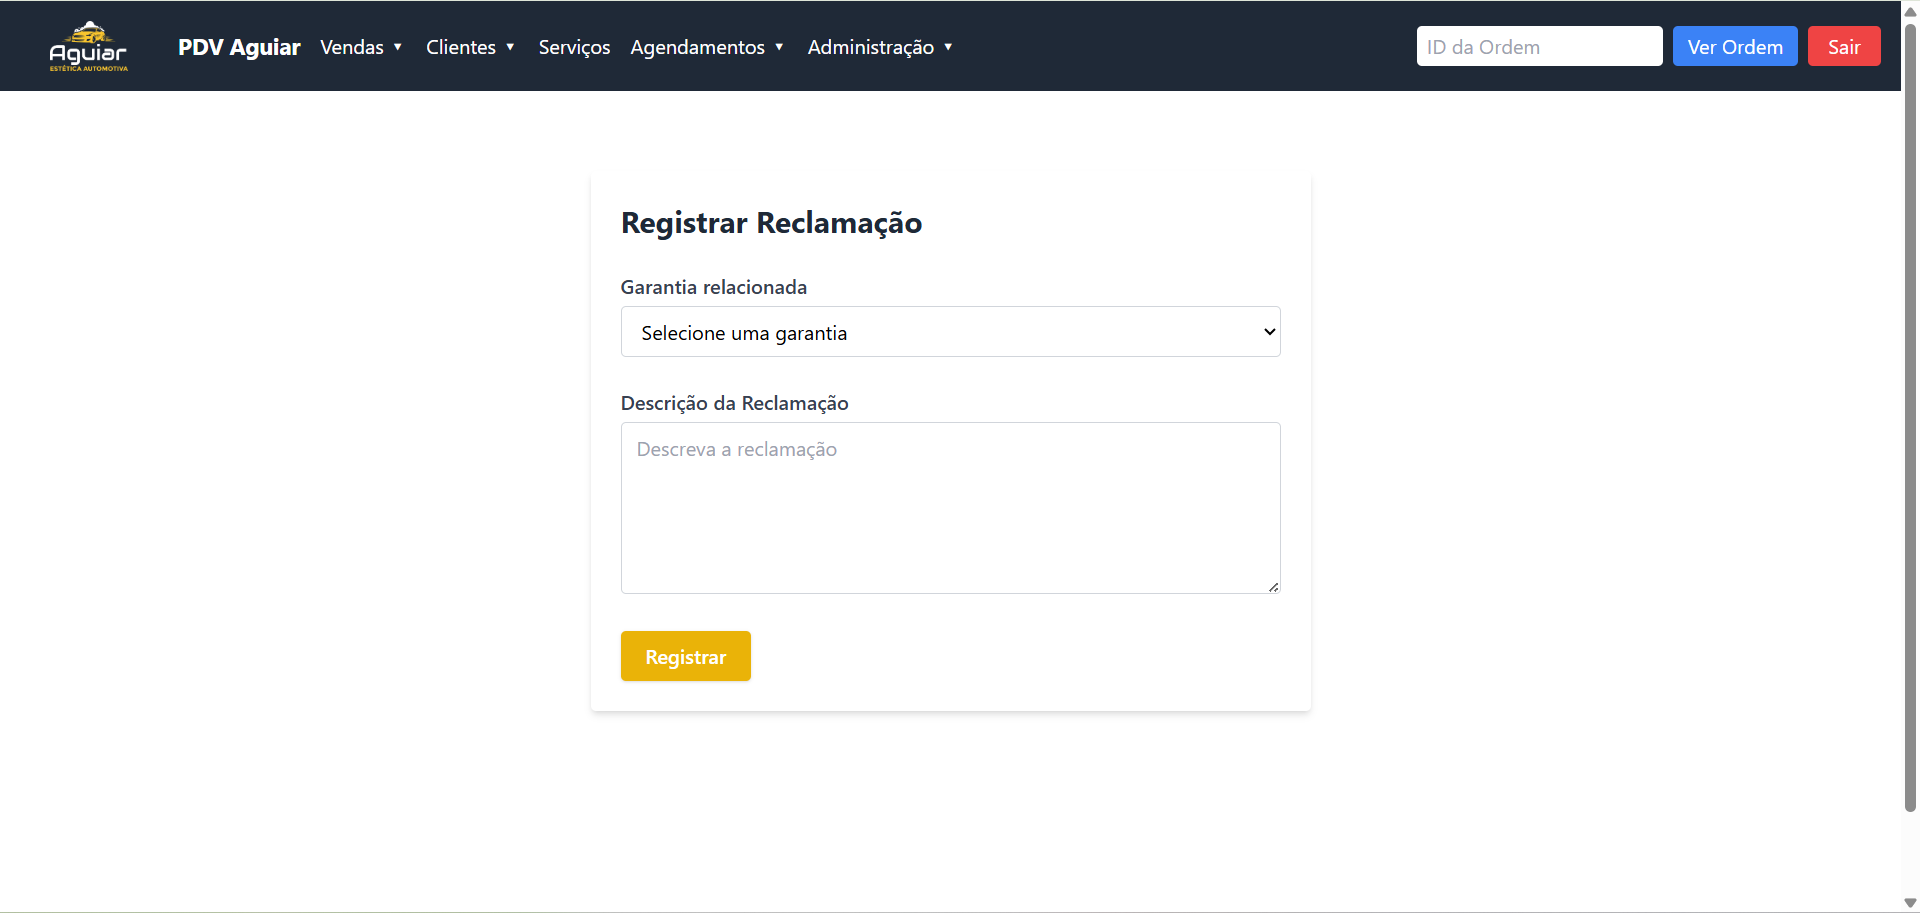 Aguiar
ESTÉTICA AUTOMOTIVA
PDV Aguiar Vendas ▼ Clientes ▼ Serviços Agendamentos ▼ Administração ▼ ID da Ordem Ver Ordem Sair
Registrar Reclamação
Garantia relacionada
Selecione uma garantia
Descrição da Reclamação
Descreva a reclamação
Registrar